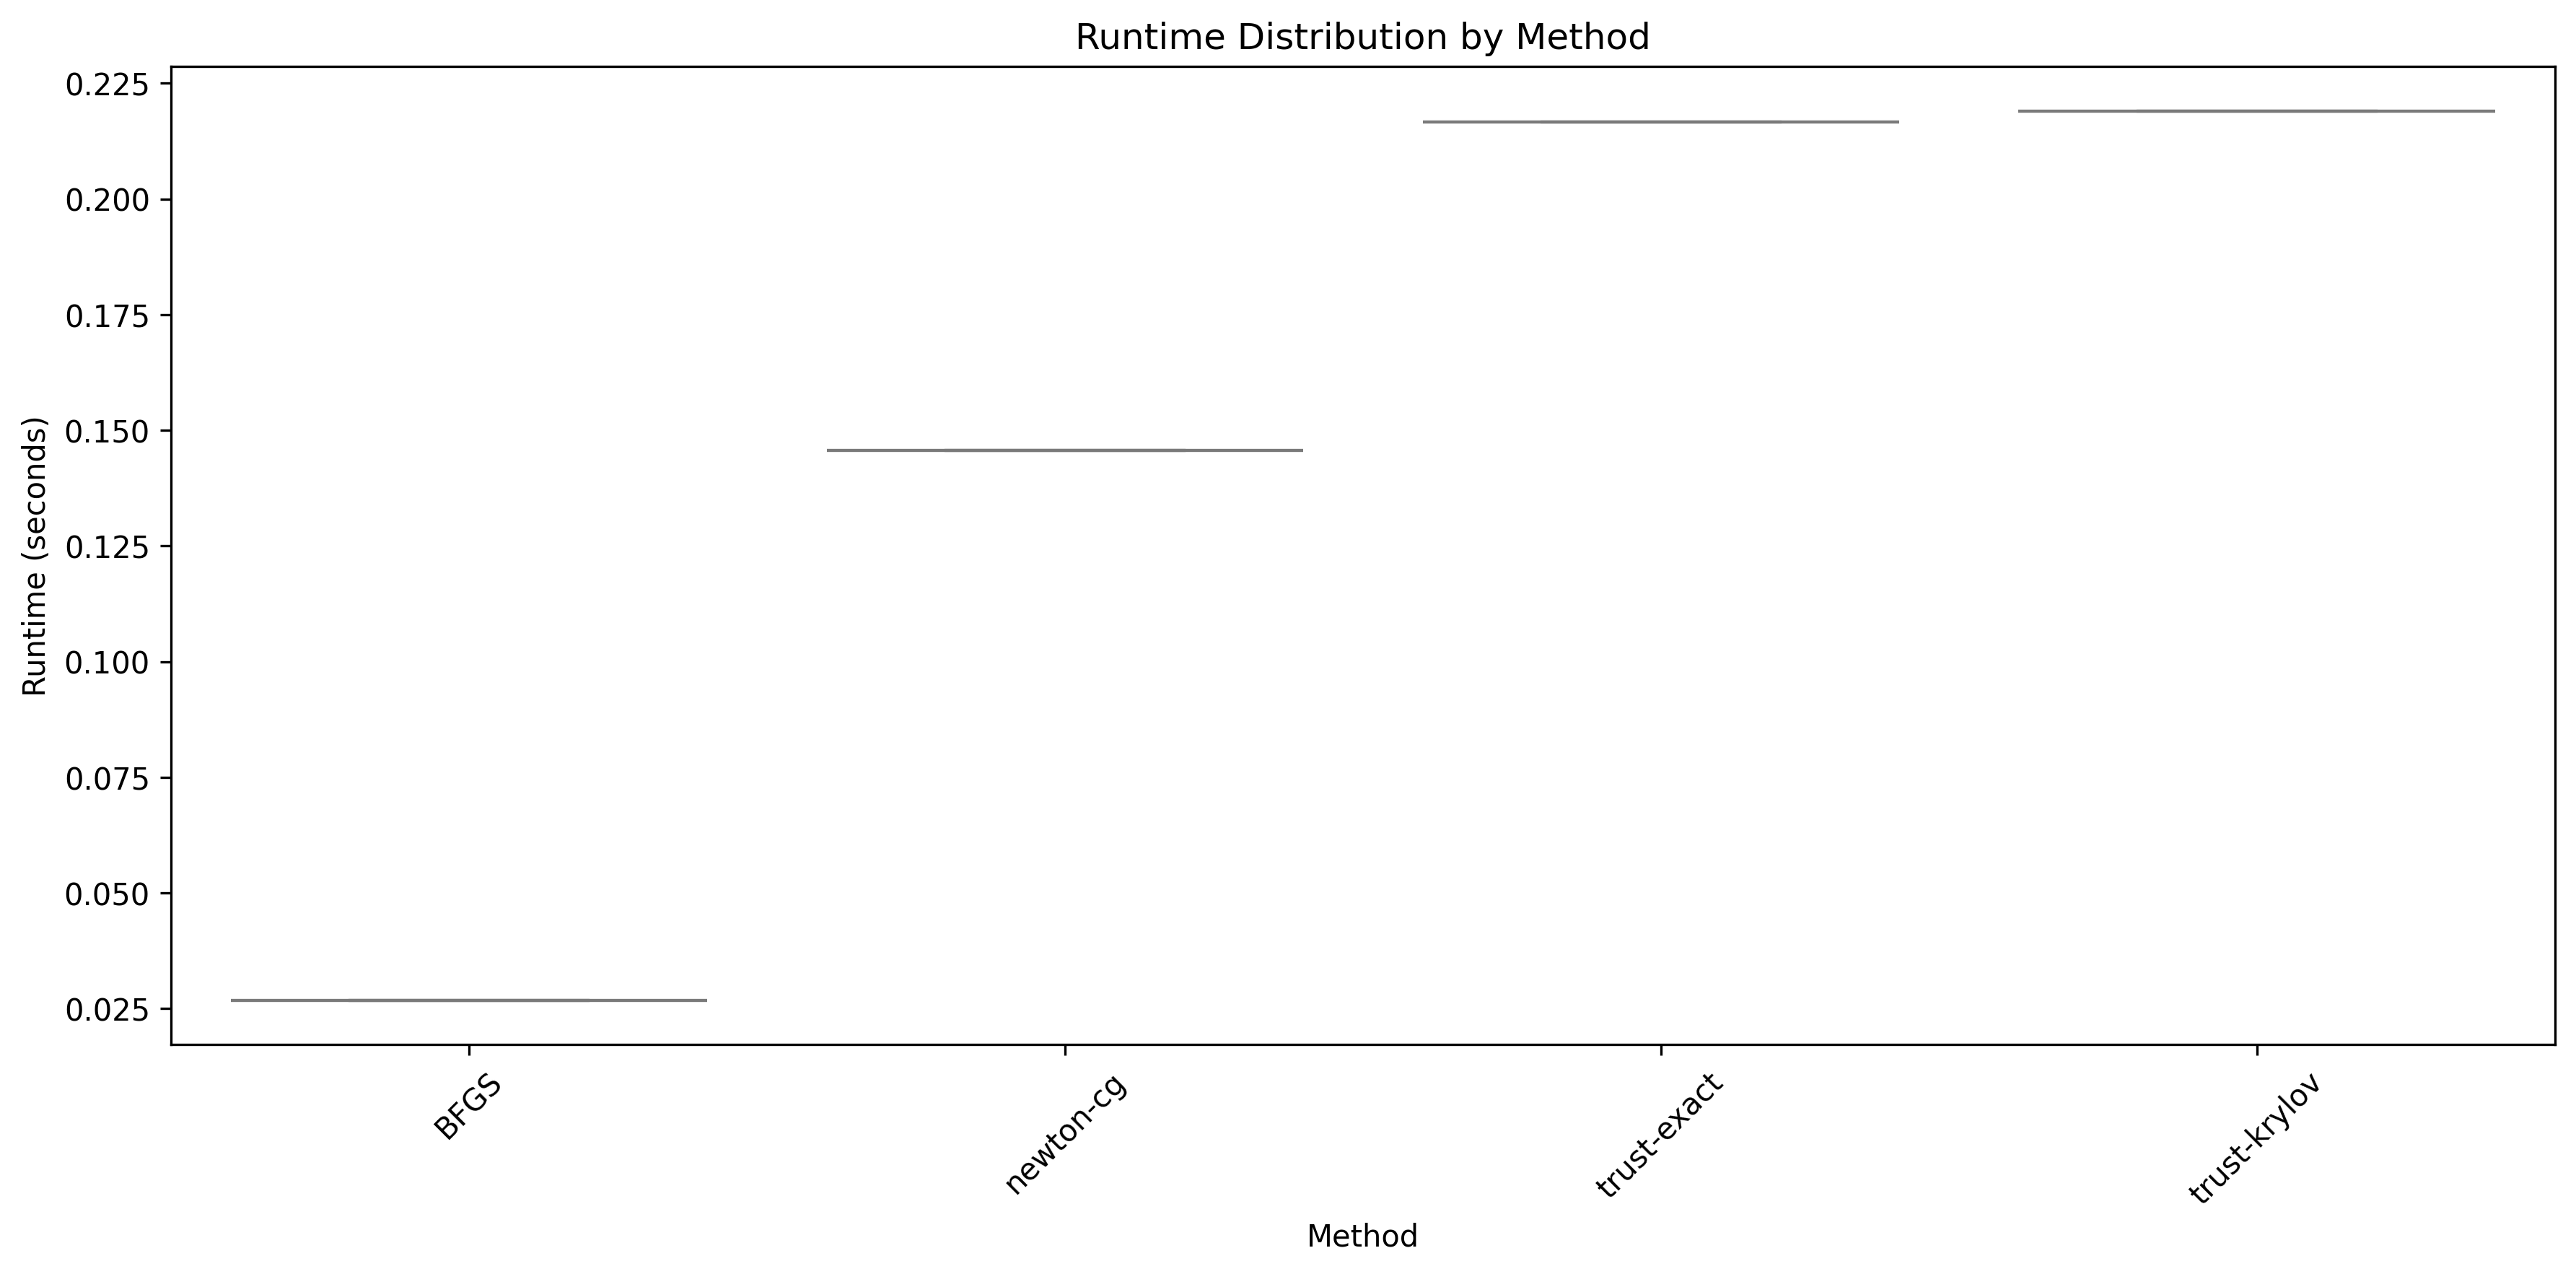 Runtime Distribution by Method
0.225
0.200
0.175
0.150
0.125
0.100
0.075
0.050
0.025
Runtime (seconds)
BFGS
newton-cg
trust-exact
trust-krylov
Method